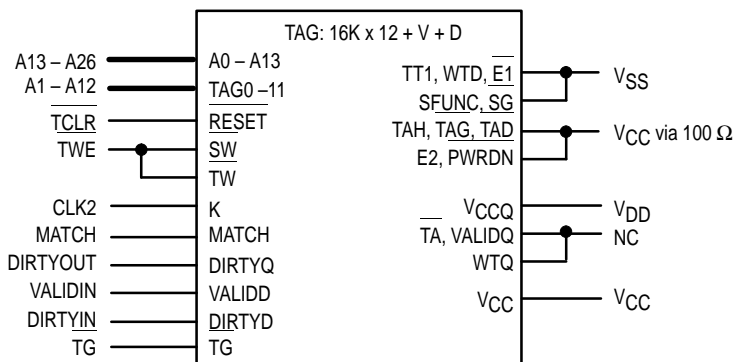 TAG: 16K x 12 + V + D
A13 – A26 A0 – A13
A1 – A12 TAG0 –11
TCLR RESET
TWE SW
TW
CLK2 K
MATCH MATCH
DIRTYOUT DIRTYQ
VALIDIN VALIDD
DIRTYIN DIRTYD
TG TG
TT1, WTD, E1 VSS
SFUNC, SG
TAH, TAG, TAD VCC via 100 Ω
E2, PWRDN
VCCQ VDD
TA, VALIDQ NC
WTQ
VCC VCC